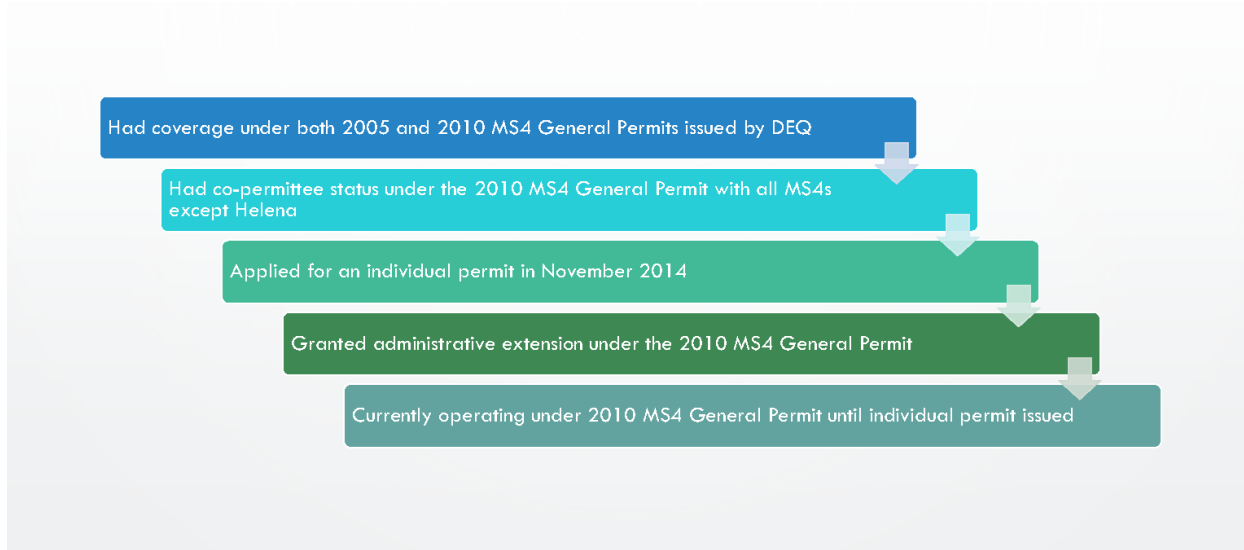 Had coverage under both 2005 and 2010 MS4 General Permits issued by DEQ
Had co-permittee status under the 2010 MS4 General Permit with all MS4s
except Helena
Applied for an individual permit in November 2014
Granted administrative extension under the 2010 MS4 General Permit
Currently operating under 2010 MS4 General Permit until individual permit issued